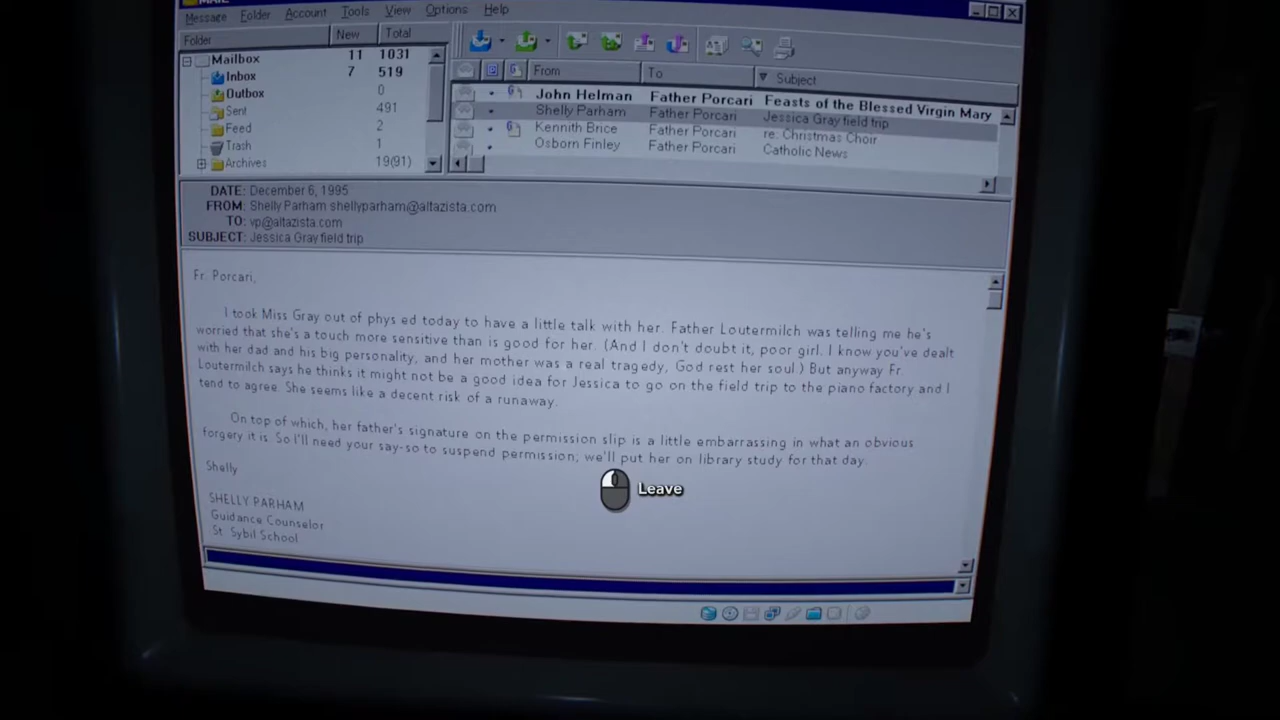 MAIL
Message Folder Account Tools View Options Help
Folder New Total
Mailbox 11 1031
Inbox 7 519
Outbox 0
Sent 491
Feed 2
Trash 1
Archives 19(91)
From To Subject
John Helman Father Porcari Feasts of the Blessed Virgin Mary
Shelly Parham Father Porcari Jessica Gray field trip
Kennith Brice Father Porcari re: Christmas Choir
Osborn Finley Father Porcari Catholic News
DATE: December 6, 1995
FROM: Shelly Parham shellyparham@altazista.com
TO: vp@altazista.com
SUBJECT: Jessica Gray field trip
Fr. Porcari,
I took Miss Gray out of phys ed today to have a little talk with her. Father Loutermilch was telling me he's
worried that she's a touch more sensitive than is good for her. (And I don't doubt it, poor girl. I know you've dealt
with her dad and his big personality, and her mother was a real tragedy, God rest her soul.) But anyway Fr.
Loutermilch says he thinks it might not be a good idea for Jessica to go on the field trip to the piano factory and I
tend to agree. She seems like a decent risk of a runaway.
On top of which, her father's signature on the permission slip is a little embarrassing in what an obvious
forgery it is. So I'll need your say-so to suspend permission; we'll put her on library study for that day.
Shelly
Leave
SHELLY PARHAM
Guidance Counselor
St. Sybil School